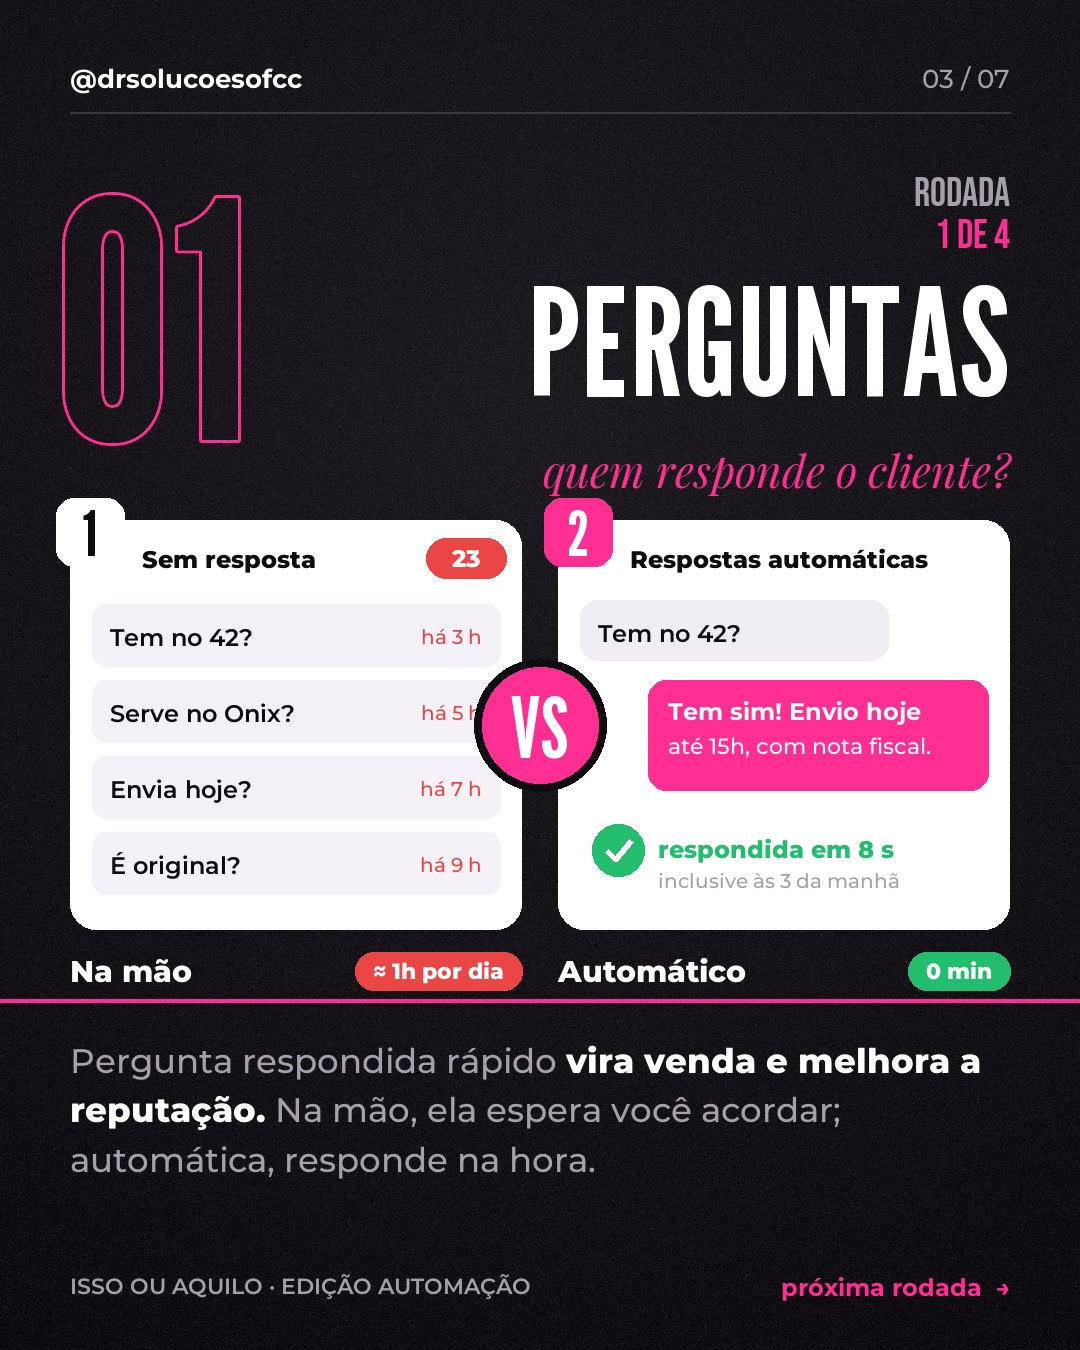 @drsolucoesofcc
03 / 07
01
RODADA
1 DE 4
PERGUNTAS
quem responde o cliente?
1
Sem resposta
23
Tem no 42?
há 3 h
Serve no Onix?
há 5 h
Envia hoje?
há 7 h
É original?
há 9 h
VS
2
Respostas automáticas
Tem no 42?
Tem sim! Envio hoje
até 15h, com nota fiscal.
respondida em 8 s
inclusive às 3 da manhã
Na mão
≈ 1h por dia
Automático
0 min
Pergunta respondida rápido vira venda e melhora a
reputação. Na mão, ela espera você acordar;
automática, responde na hora.
ISSO OU AQUILO · EDIÇÃO AUTOMAÇÃO
próxima rodada →